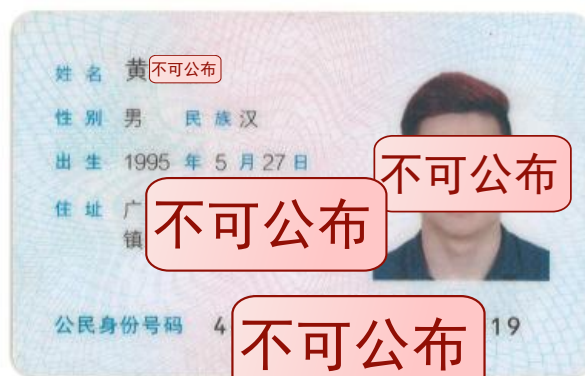 姓名 黄不可公布
性别 男 民族汉
出生 1995 年 5 月 27 日
不可公布
住址 广
不可公布
镇
公民身份号码 4 不可公布 19